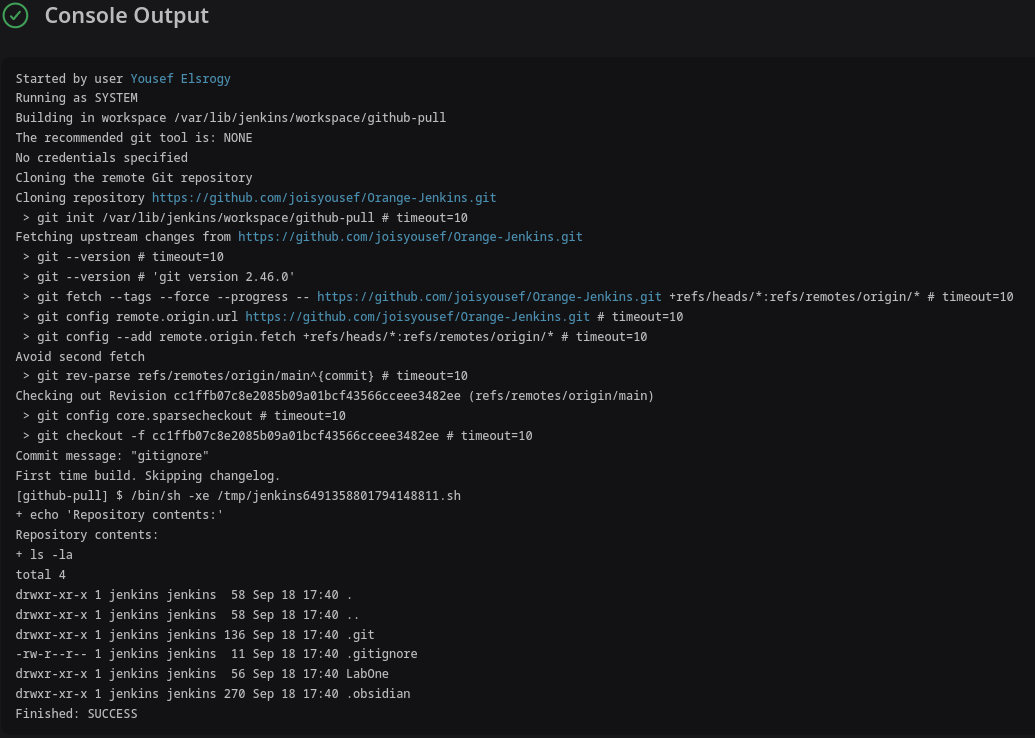 Console Output
Started by user Yousef Elsrogy
Running as SYSTEM
Building in workspace /var/lib/jenkins/workspace/github-pull
The recommended git tool is: NONE
No credentials specified
Cloning the remote Git repository
Cloning repository https://github.com/joisyousef/Orange-Jenkins.git
 > git init /var/lib/jenkins/workspace/github-pull # timeout=10
Fetching upstream changes from https://github.com/joisyousef/Orange-Jenkins.git
 > git --version # timeout=10
 > git --version # 'git version 2.46.0'
 > git fetch --tags --force --progress -- https://github.com/joisyousef/Orange-Jenkins.git +refs/heads/*:refs/remotes/origin/* # timeout=10
 > git config remote.origin.url https://github.com/joisyousef/Orange-Jenkins.git # timeout=10
 > git config --add remote.origin.fetch +refs/heads/*:refs/remotes/origin/* # timeout=10
Avoid second fetch
 > git rev-parse refs/remotes/origin/main^{commit} # timeout=10
Checking out Revision cc1ffb07c8e2085b09a01bcf43566cceee3482ee (refs/remotes/origin/main)
 > git config core.sparsecheckout # timeout=10
 > git checkout -f cc1ffb07c8e2085b09a01bcf43566cceee3482ee # timeout=10
Commit message: "gitignore"
First time build. Skipping changelog.
[github-pull] $ /bin/sh -xe /tmp/jenkins6491358801794148811.sh
+ echo 'Repository contents:'
Repository contents:
+ ls -la
total 4
drwxr-xr-x 1 jenkins jenkins  58 Sep 18 17:40 .
drwxr-xr-x 1 jenkins jenkins  58 Sep 18 17:40 ..
drwxr-xr-x 1 jenkins jenkins 136 Sep 18 17:40 .git
-rw-r--r-- 1 jenkins jenkins  11 Sep 18 17:40 .gitignore
drwxr-xr-x 1 jenkins jenkins  56 Sep 18 17:40 LabOne
drwxr-xr-x 1 jenkins jenkins 270 Sep 18 17:40 .obsidian
Finished: SUCCESS